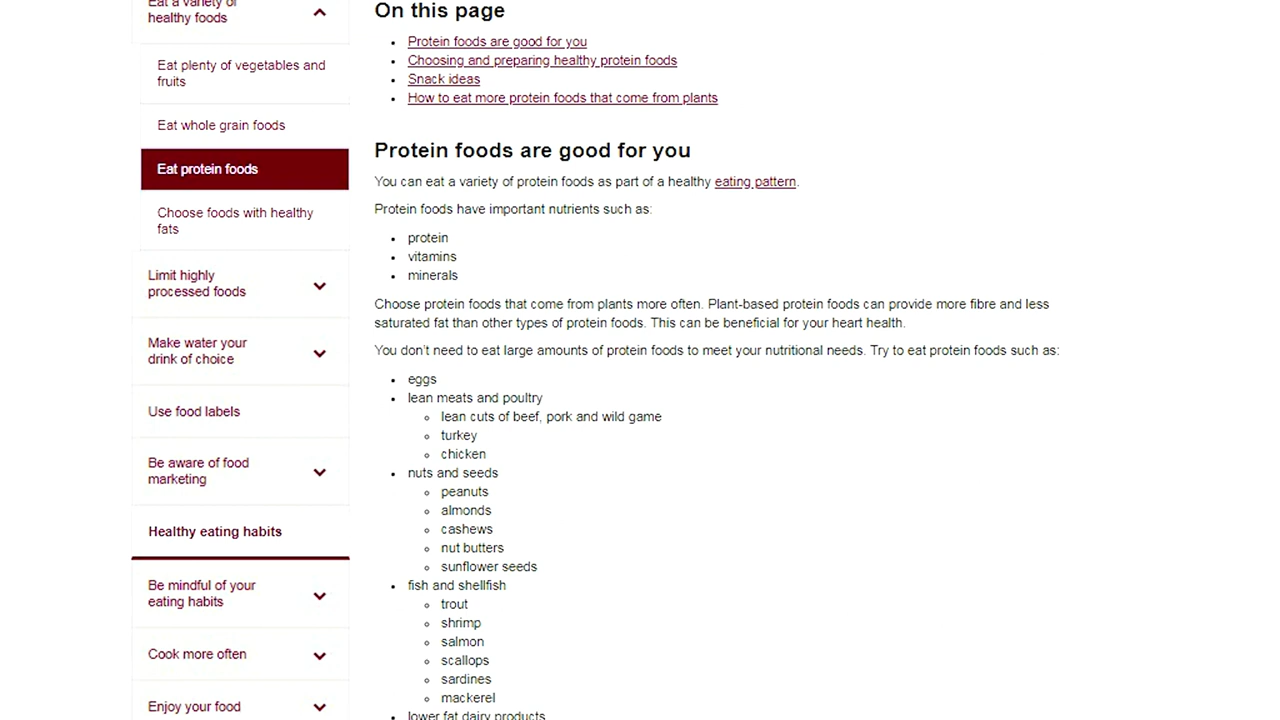 Eat a variety of
healthy foods
Eat plenty of vegetables and
fruits
Eat whole grain foods
Eat protein foods
Choose foods with healthy
fats
Limit highly
processed foods
Make water your
drink of choice
Use food labels
Be aware of food
marketing
Healthy eating habits
Be mindful of your
eating habits
Cook more often
Enjoy your food
On this page
Protein foods are good for you
Choosing and preparing healthy protein foods
Snack ideas
How to eat more protein foods that come from plants
Protein foods are good for you
You can eat a variety of protein foods as part of a healthy eating pattern.
Protein foods have important nutrients such as:
protein
vitamins
minerals
Choose protein foods that come from plants more often. Plant-based protein foods can provide more fibre and less
saturated fat than other types of protein foods. This can be beneficial for your heart health.
You don't need to eat large amounts of protein foods to meet your nutritional needs. Try to eat protein foods such as:
eggs
lean meats and poultry
lean cuts of beef, pork and wild game
turkey
chicken
nuts and seeds
peanuts
almonds
cashews
nut butters
sunflower seeds
fish and shellfish
trout
shrimp
salmon
scallops
sardines
mackerel
lower fat dairy products